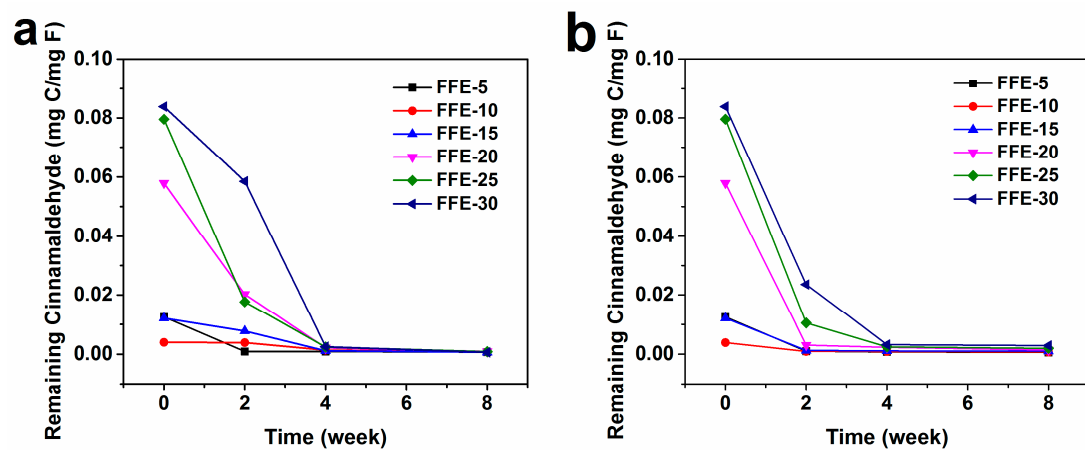 a
Remaining Cinnamaldehyde (mg C/mg F)
0.10
0.08
0.06
0.04
0.02
0.00
FFE-5
FFE-10
FFE-15
FFE-20
FFE-25
FFE-30
0 2 4 6 8
Time (week)
b
Remaining Cinnamaldehyde (mg C/mg F)
0.10
0.08
0.06
0.04
0.02
0.00
FFE-5
FFE-10
FFE-15
FFE-20
FFE-25
FFE-30
0 2 4 6 8
Time (week)